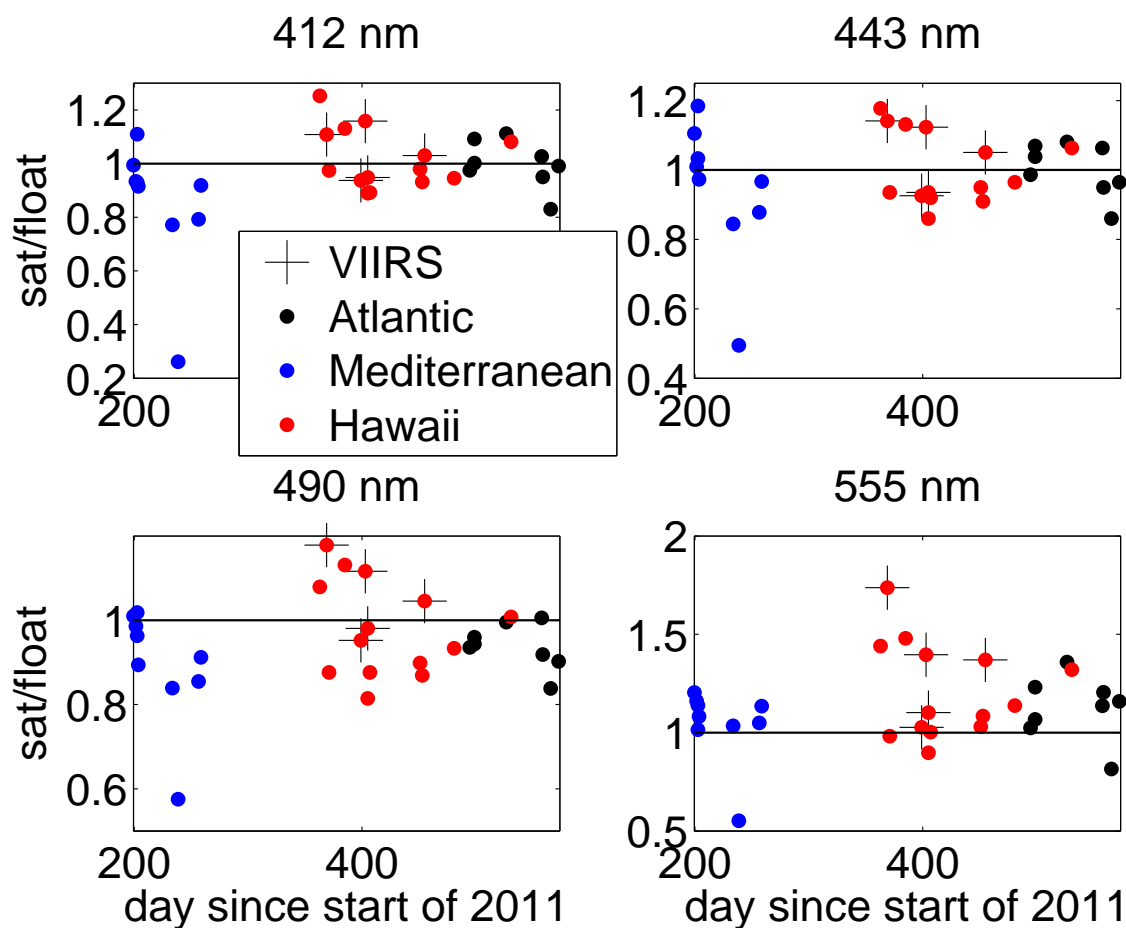 412 nm
443 nm
sat/float
1.2
1
0.8
0.6
0.4
0.2
200
VIIRS
Atlantic
Mediterranean
Hawaii
1.2
1
0.8
0.6
0.4
200
400
490 nm
555 nm
sat/float
1
0.8
0.6
200
400
day since start of 2011
2
1.5
1
0.5
200
400
day since start of 2011